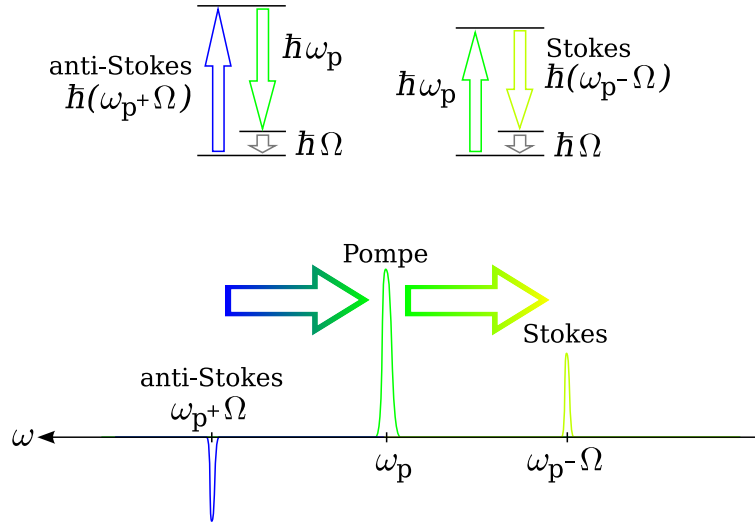 anti-Stokes
ℏ(ωp+Ω)
ℏωp
ℏΩ
ℏωp
Stokes
ℏ(ωp-Ω)
ℏΩ
Pompe
Stokes
anti-Stokes
ωp+Ω
ω
ωp
ωp-Ω